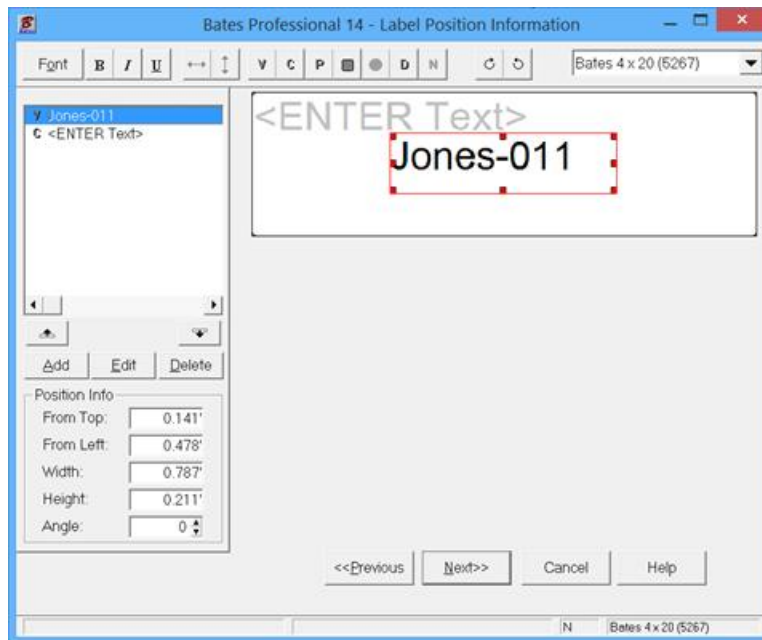 Bates Professional 14 - Label Position Information
Font B I U V C P D N Bates 4 x 20 (5267)
V Jones-011
C <ENTER Text>
<ENTER Text>
Jones-011
Add Edit Delete
Position Info
From Top: 0.141'
From Left: 0.478'
Width: 0.787'
Height: 0.211'
Angle: 0
<<Previous Next>> Cancel Help
N Bates 4 x 20 (5267)